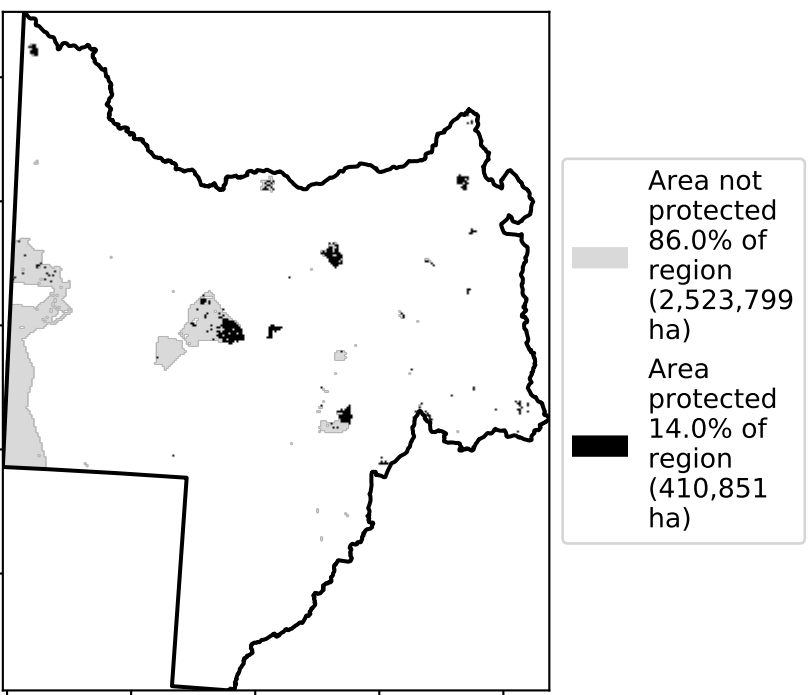 Area not
protected
86.0% of
region
(2,523,799
ha)
Area
protected
14.0% of
region
(410,851
ha)